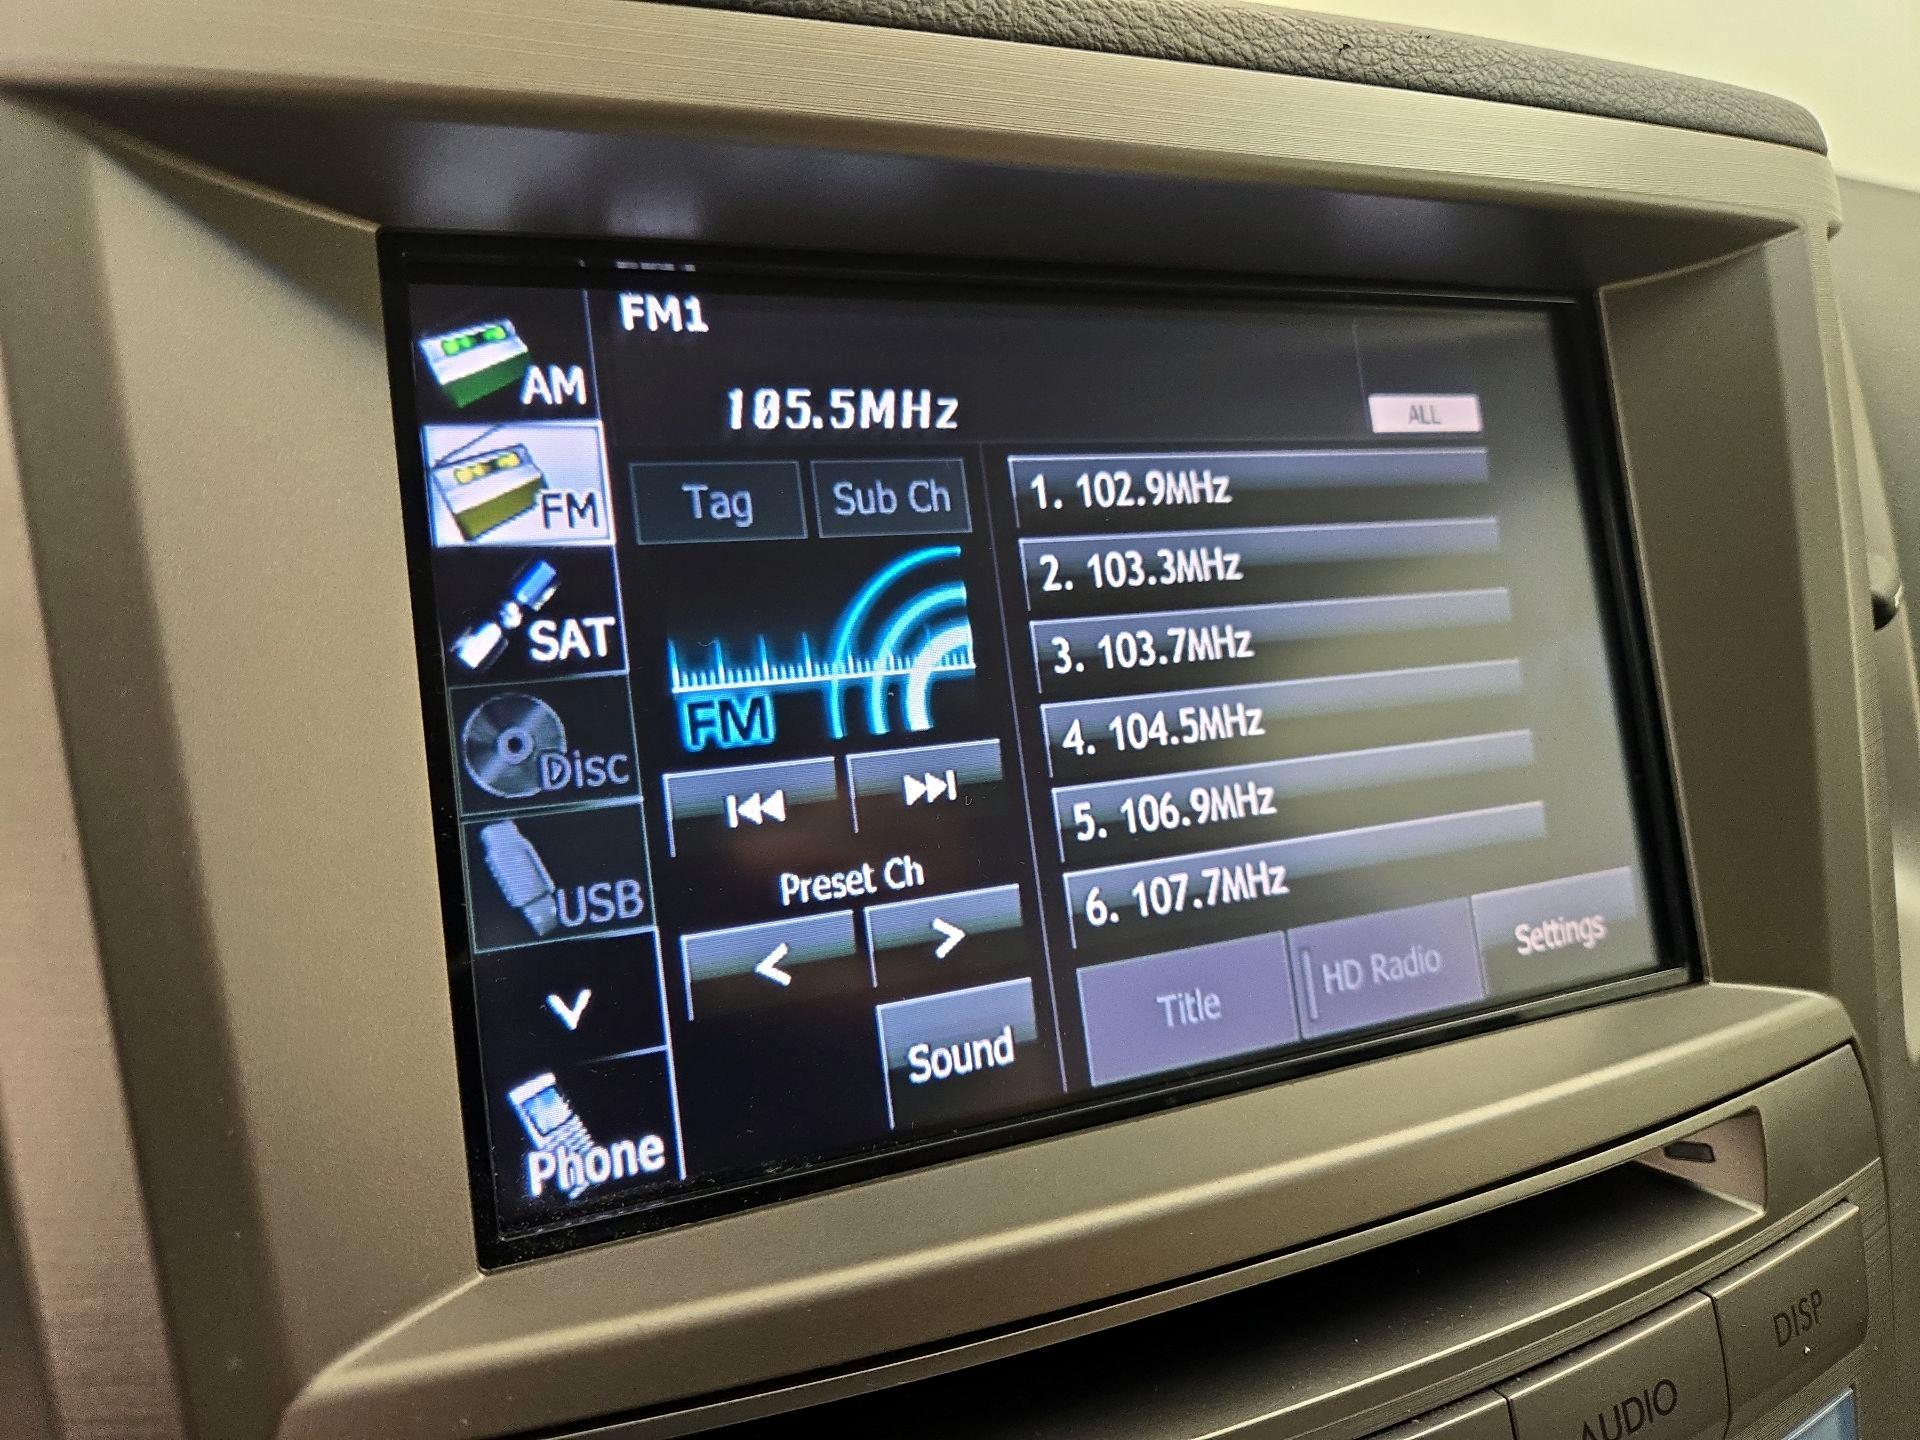 FM1
105.5MHz
ALL
AM
FM
SAT
Disc
USB
Phone
Tag
Sub Ch
FM
Preset Ch
<
>
Sound
1. 102.9MHz
2. 103.3MHz
3. 103.7MHz
4. 104.5MHz
5. 106.9MHz
6. 107.7MHz
Title
HD Radio
Settings
DISP
AUDIO